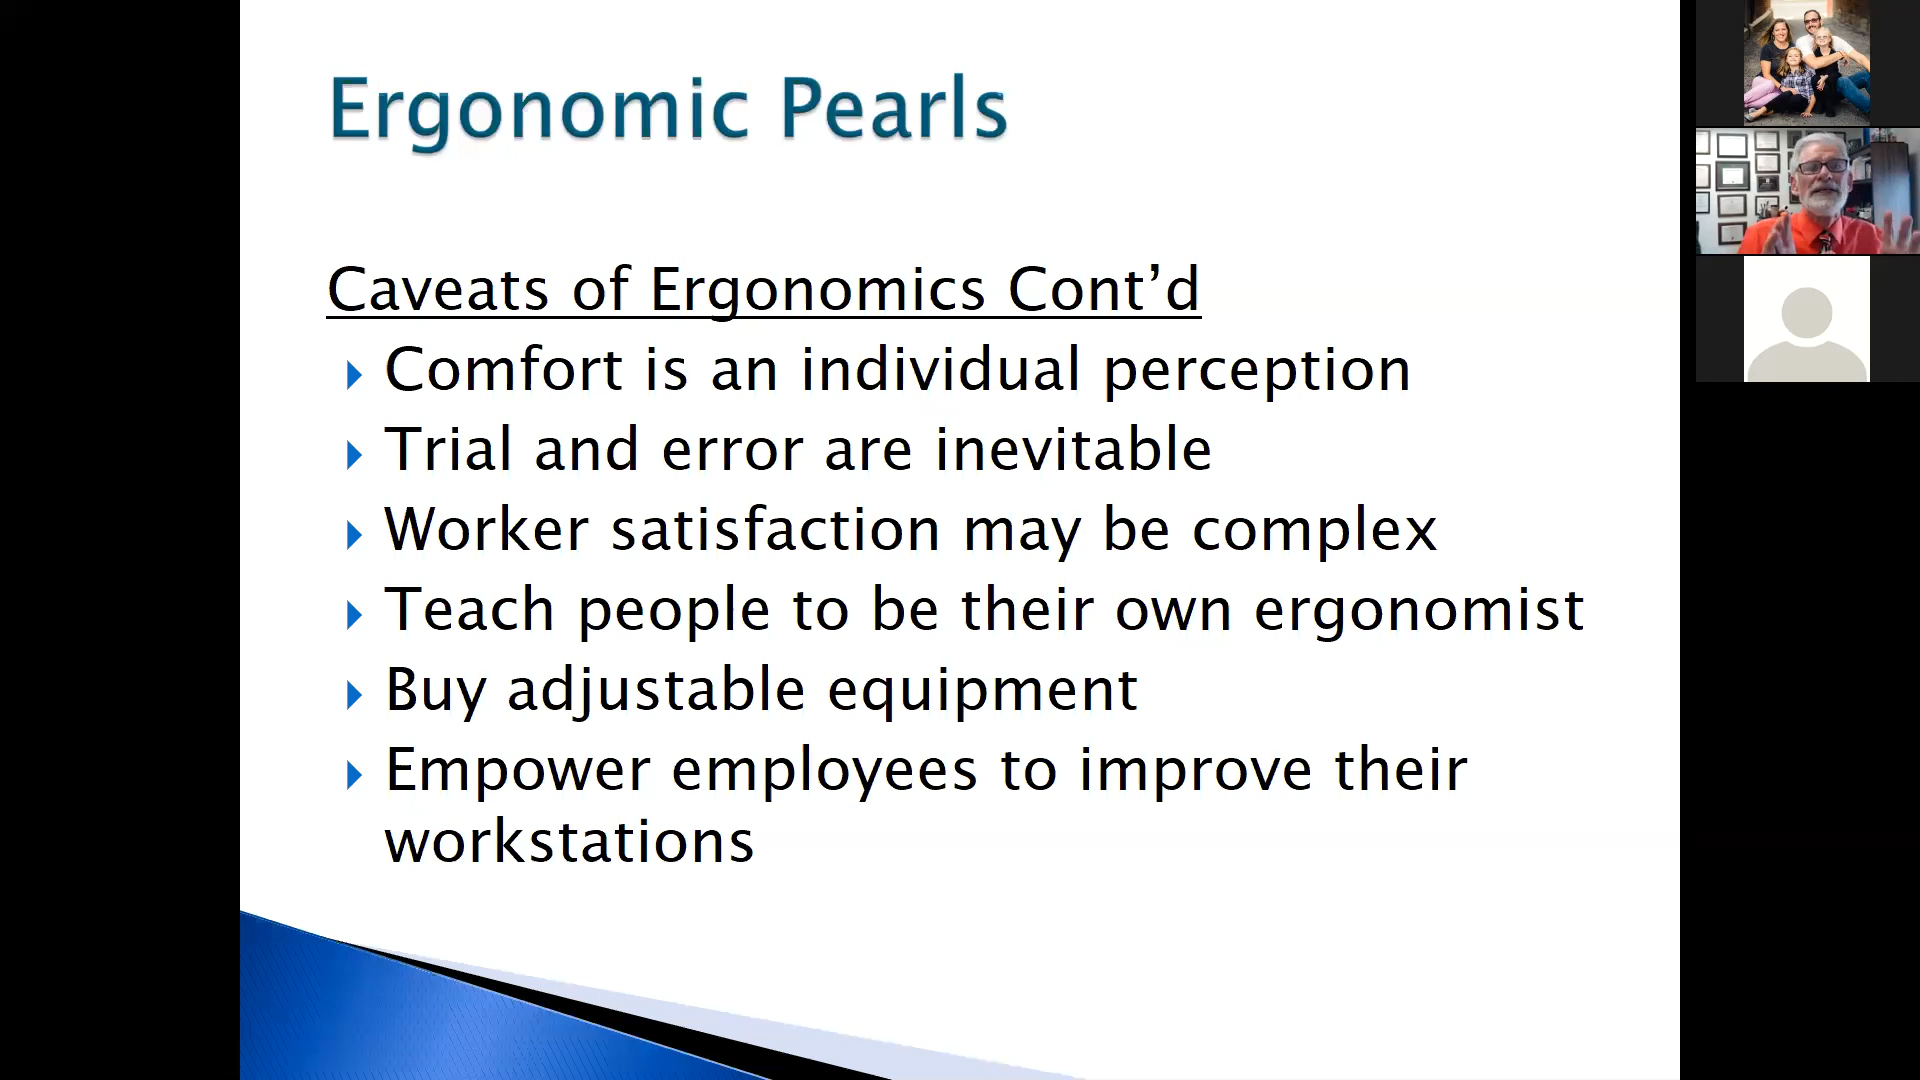 Ergonomic Pearls
Caveats of Ergonomics Cont’d
Comfort is an individual perception
Trial and error are inevitable
Worker satisfaction may be complex
Teach people to be their own ergonomist
Buy adjustable equipment
Empower employees to improve their
workstations